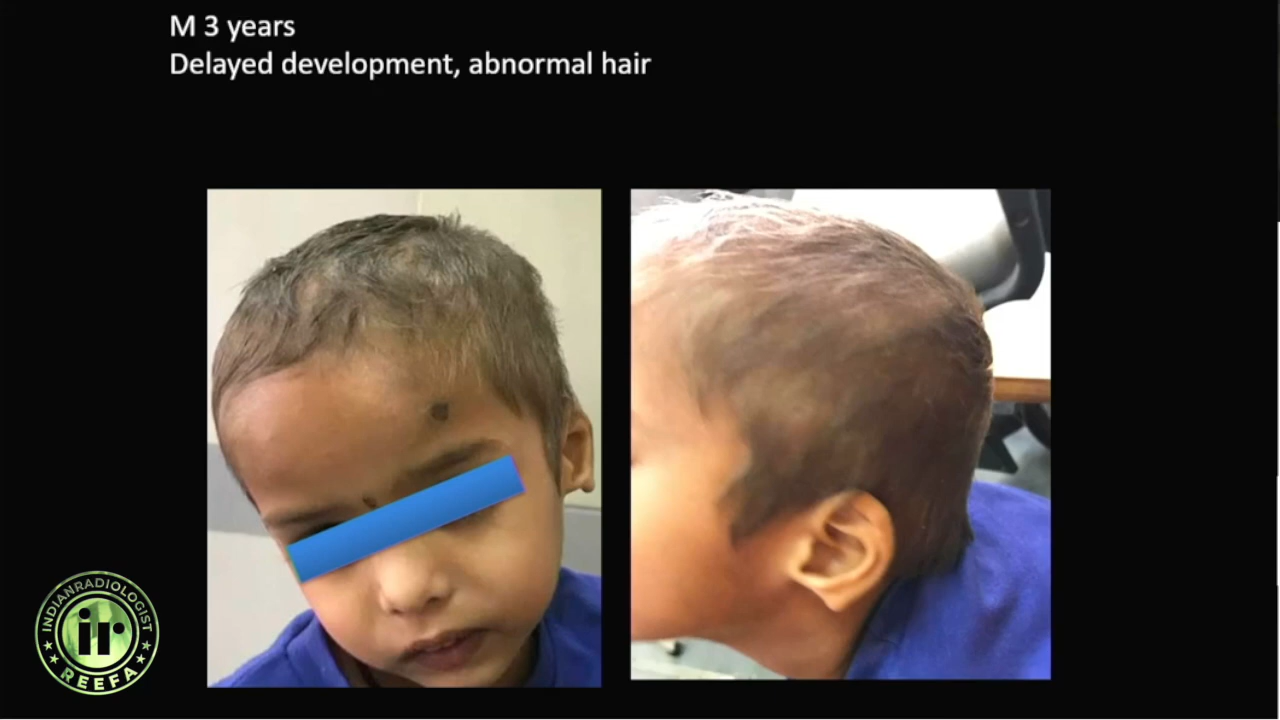 M 3 years
Delayed development, abnormal hair
INDIANRADIOLOGIST
ir
REEFA